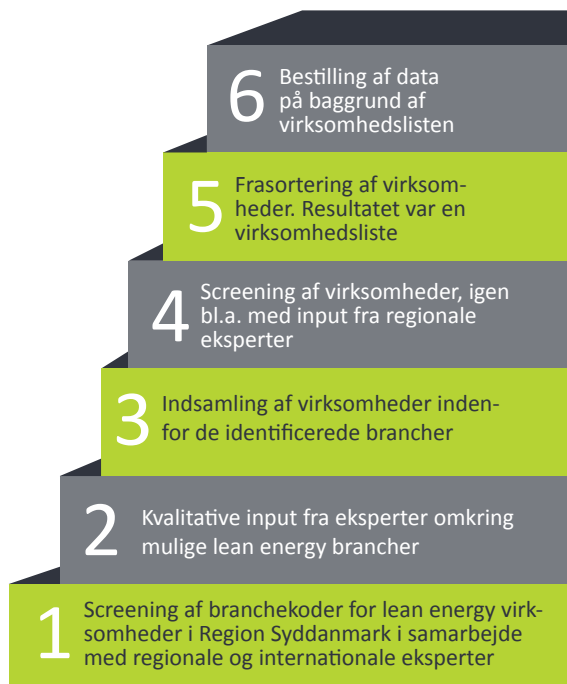 6
Bestilling af data
på baggrund af
virksomhedslisten
5
Frasortering af virksom-
heder. Resultatet var en
virksomhedsliste
4
Screening af virksomheder, igen
bl.a. med input fra regionale
eksperter
3
Indsamling af virksomheder inden-
for de identificerede brancher
2
Kvalitative input fra eksperter omkring
mulige lean energy brancher
1
Screening af branchekoder for lean energy virk-
somheder i Region Syddanmark i samarbejde
med regionale og internationale eksperter